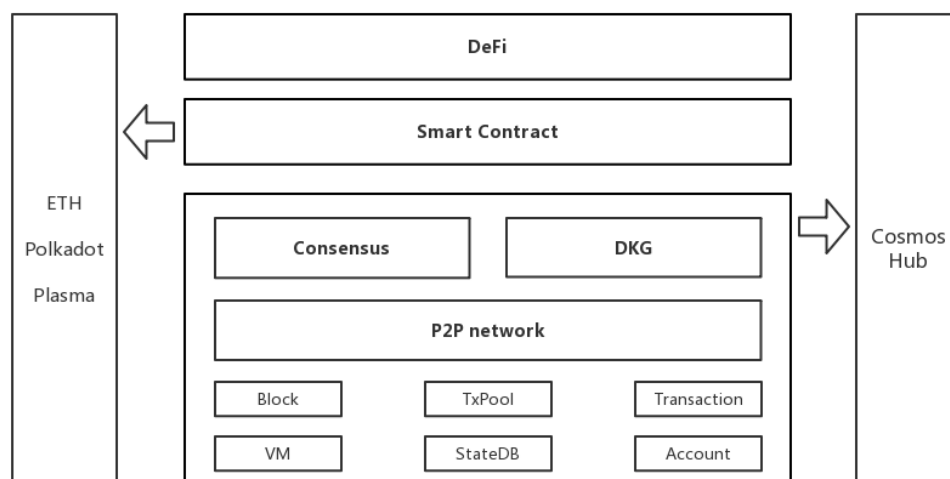 DeFi
Smart Contract
ETH
Polkadot
Plasma
Consensus
DKG
P2P network
Block
TxPool
Transaction
VM
StateDB
Account
Cosmos
Hub